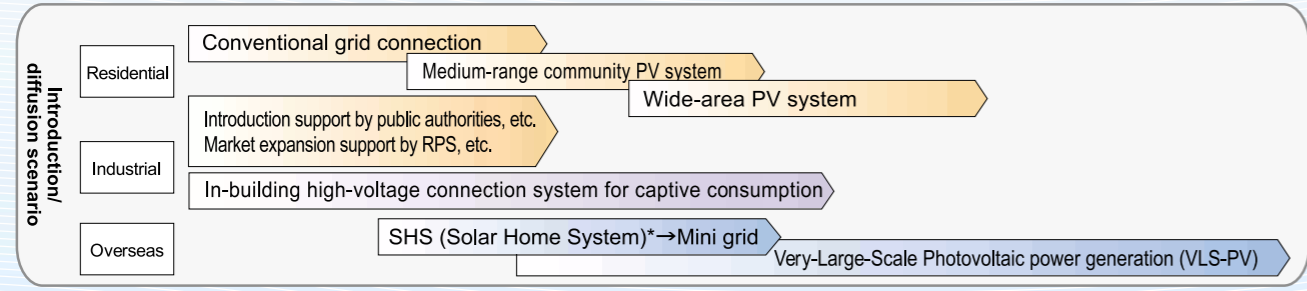 Introduction/
diffusion scenario
Residential
Conventional grid connection
Medium-range community PV system
Wide-area PV system
Industrial
Introduction support by public authorities, etc.
Market expansion support by RPS, etc.
In-building high-voltage connection system for captive consumption
Overseas
SHS (Solar Home System)*→Mini grid
Very-Large-Scale Photovoltaic power generation (VLS-PV)